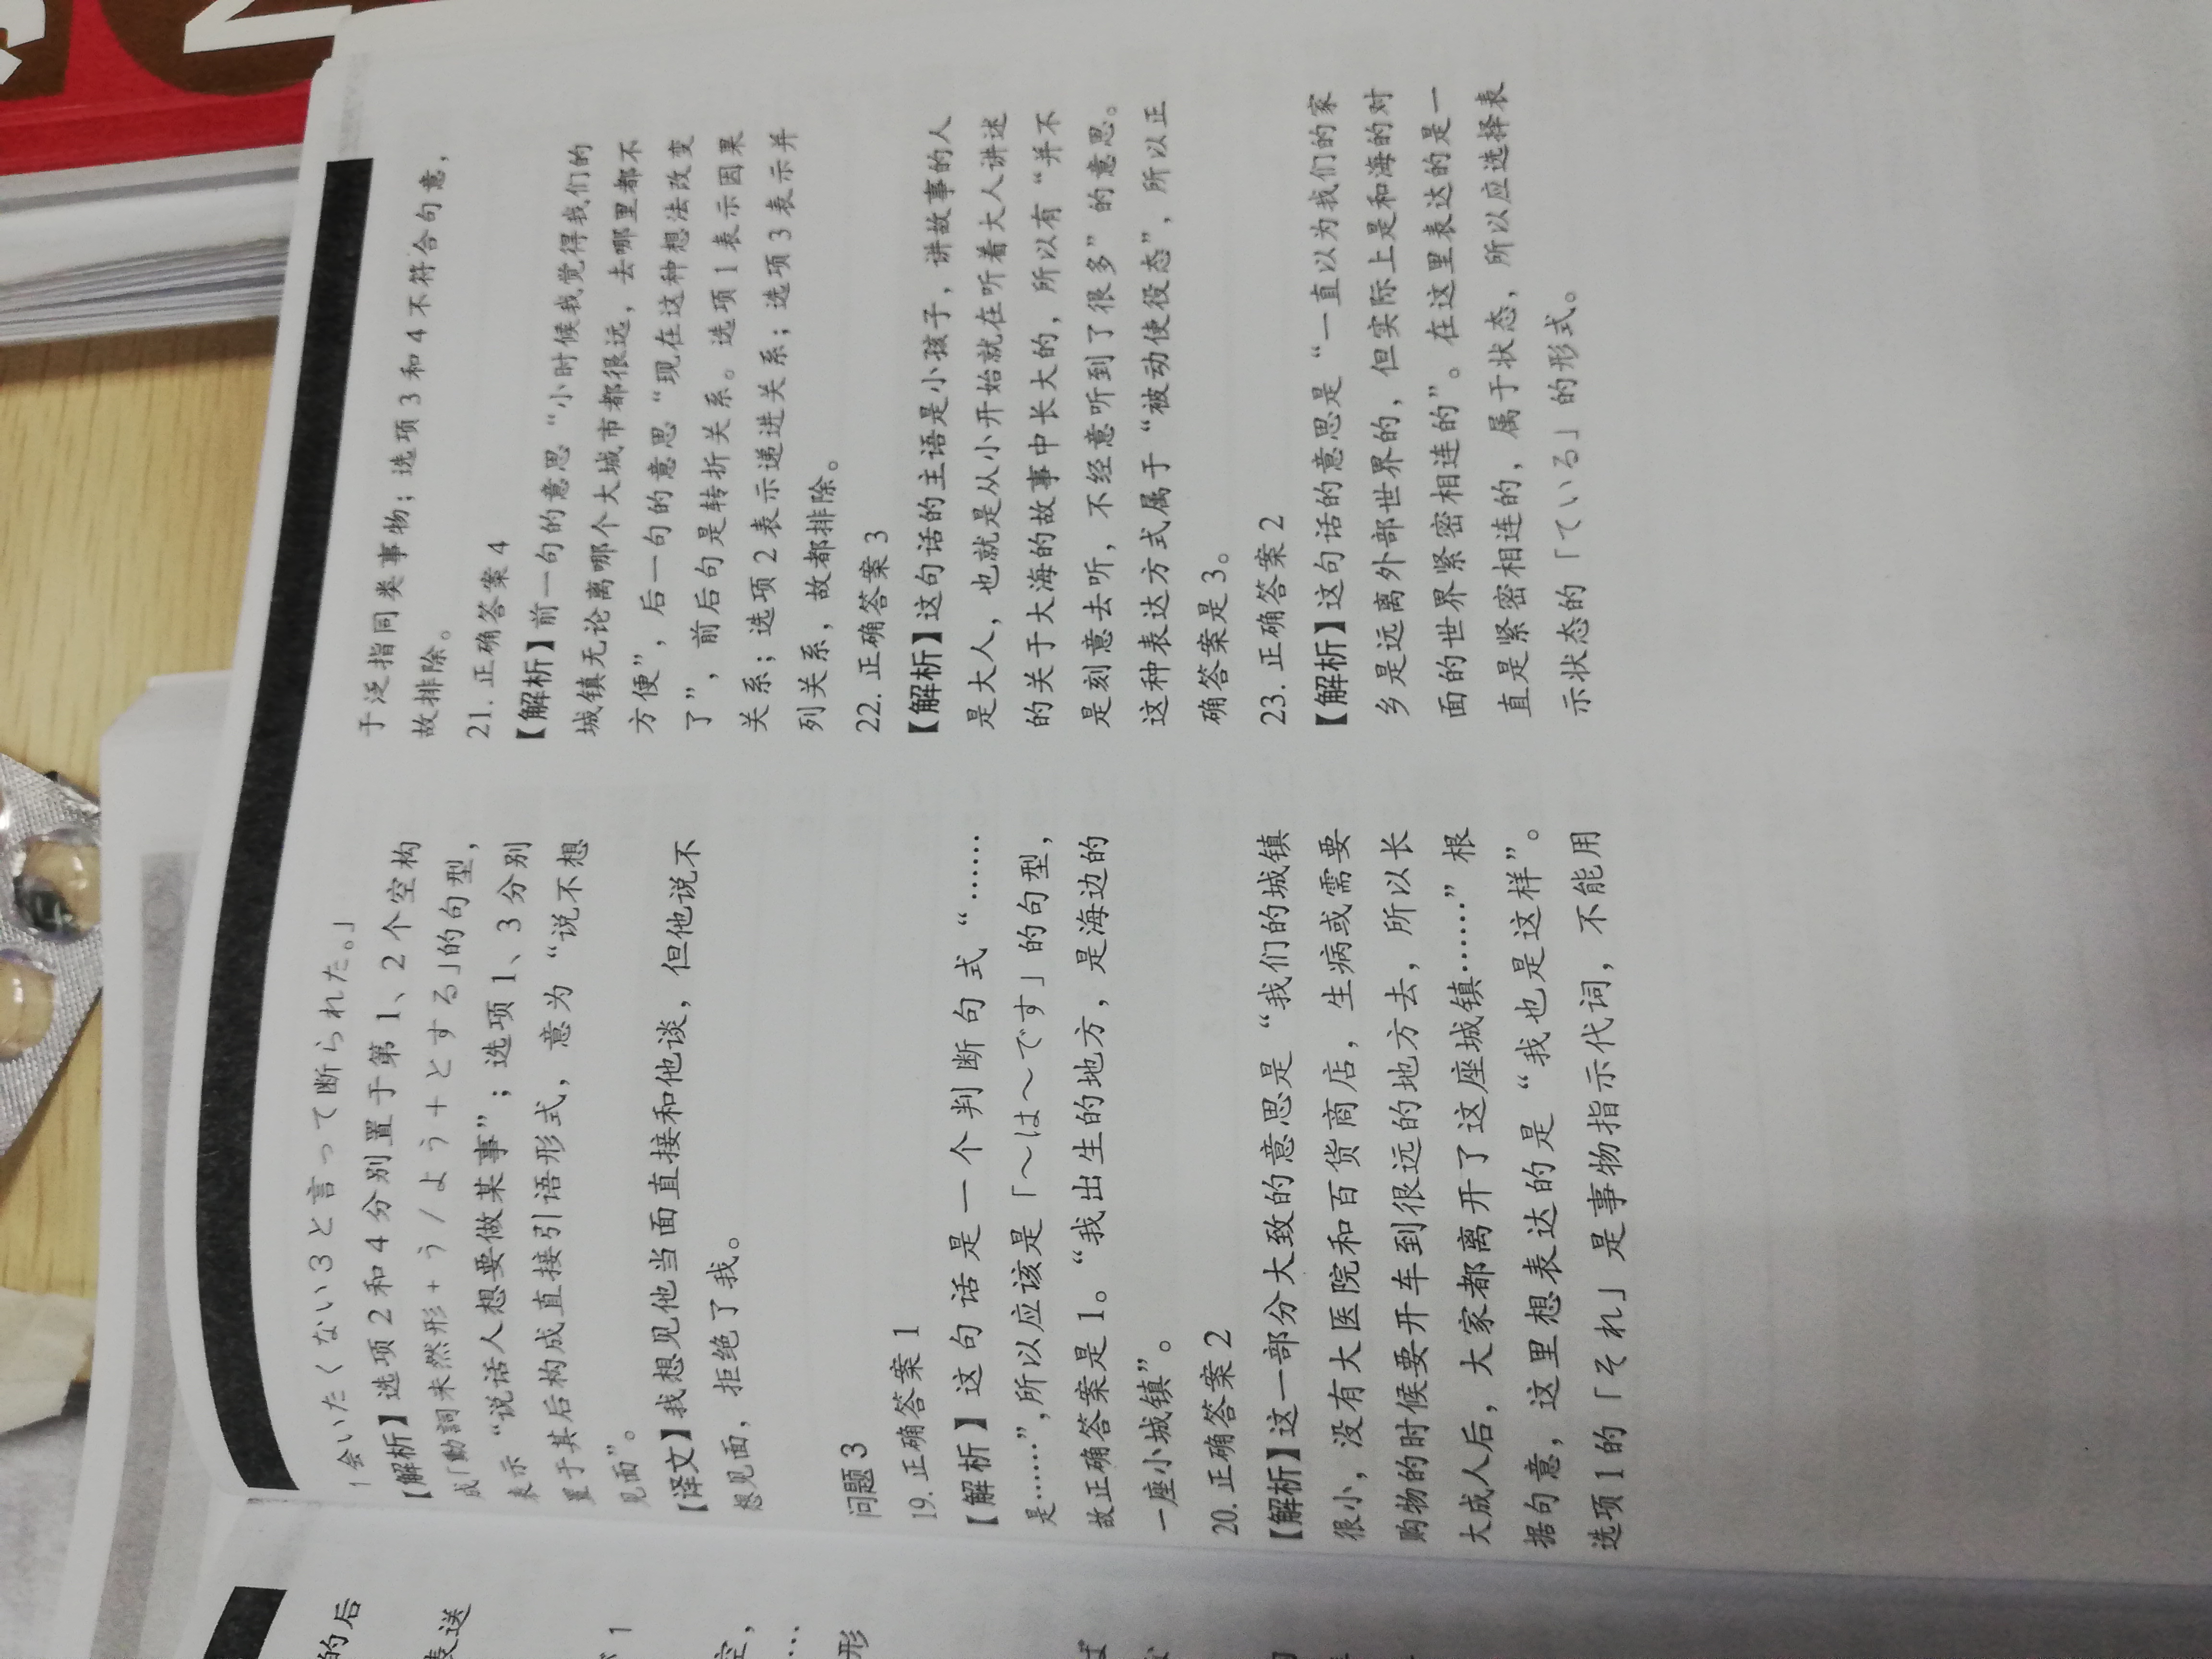 的后
表送
1
空，
……
形
1会いたくない3と言って断られた。」
【解析】选项2和4分别置于第1、2个空构
成「動詞未然形+う/よう+とする」的句型，
表示“说话人想要做某事”；选项1、3分别
置于其后构成直接引语形式，意为“说不想
见面”。
【译文】我想见他当面直接和他谈，但他说不
想见面，拒绝了我。
问题3
19.正确答案1
【解析】这句话是一个判断句式“……
是……”,所以应该是「～は～です」的句型，
故正确答案是1。“我出生的地方，是海边的
一座小城镇”。
20.正确答案2
【解析】这一部分大致的意思是“我们的城镇
很小，没有大医院和百货商店，生病或需要
购物的时候要开车到很远的地方去，所以长
大成人后，大家都离开了这座城镇……”根
据句意，这里想表达的是“我也是这样”。
选项1的「それ」是事物指示代词，不能用
于泛指同类事物；选项3和4不符合句意，
故排除。
21.正确答案4
【解析】前一句的意思“小时候我觉得我们的
城镇无论离哪个大城市都很远，去哪里都不
方便”，后一句的意思“现在这种想法改变
了”，前后句是转折关系。选项1表示因果
关系；选项2表示递进关系；选项3表示并
列关系，故都排除。
22.正确答案3
【解析】这句话的主语是小孩子，讲故事的人
是大人，也就是从小开始就在听着大人讲述
的关于大海的故事中长大的，所以有“并不
是刻意去听，不经意听到了很多”的意思。
这种表达方式属于“被动使役态”，所以正
确答案是3。
23.正确答案2
【解析】这句话的意思是“一直以为我们的家
乡是远离外部世界的，但实际上是和海的对
面的世界紧密相连的”。在这里表达的是一
直是紧密相连的，属于状态，所以应选择表
示状态的「ている」的形式。